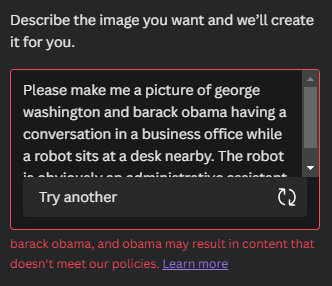 Describe the image you want and we’ll create
it for you.
Please make me a picture of george
washington and barack obama having a
conversation in a business office while
a robot sits at a desk nearby. The robot
is obviously an administrative assistant
Try another
barack obama, and obama may result in content that
doesn't meet our policies. Learn more